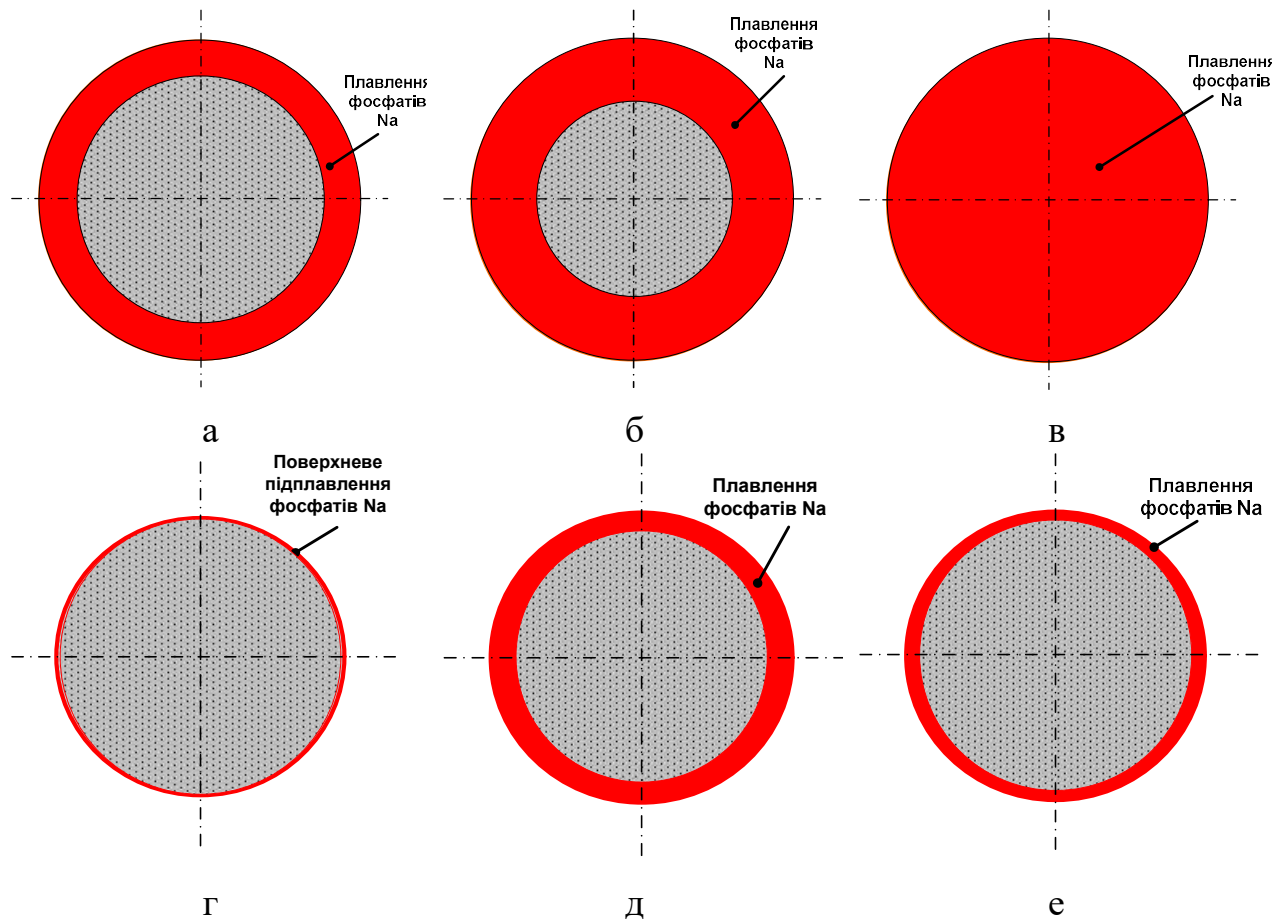 Плавлення
фосфатів
Na
Плавлення
фосфатів
Na
Плавлення
фосфатів
Na
а
б
в
Поверхневе
підплавлення
фосфатів Na
Плавлення
фосфатів Na
Плавлення
фосфатів Na
г
д
е